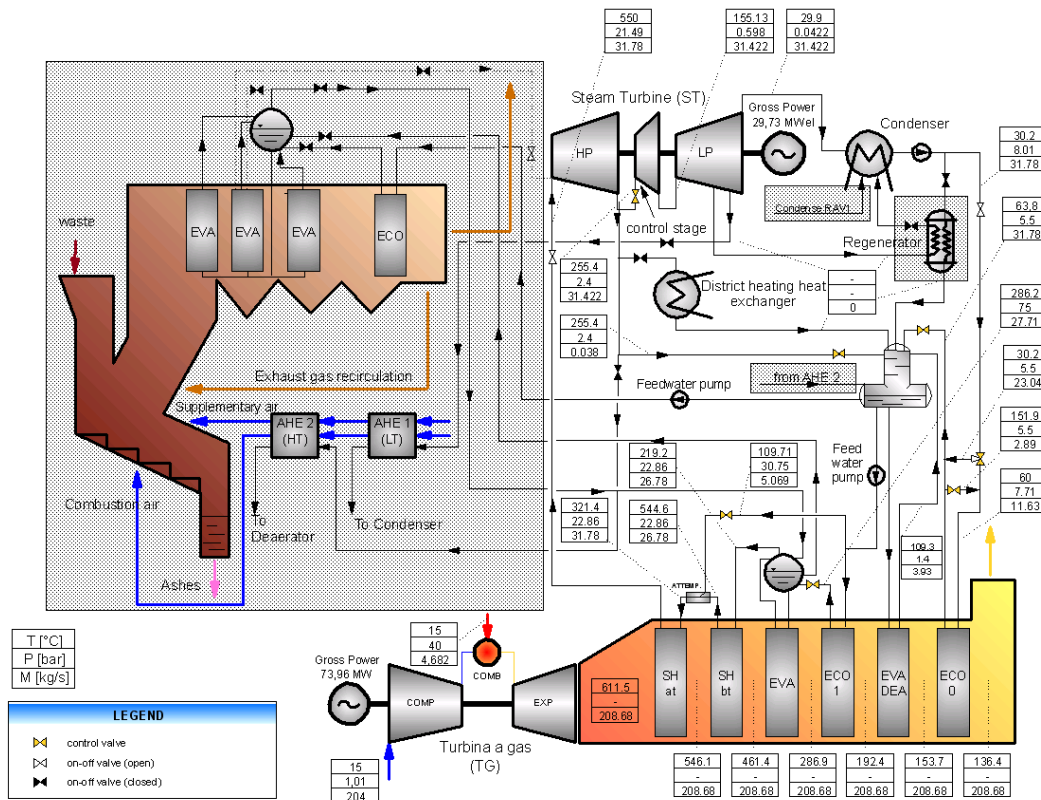 550
21.49
31.78
155.13
0.598
31.422
29.9
0.0422
31.422
Steam Turbine (ST)
Gross Power
29,73 MWel
Condenser
HP
LP
30.2
8.01
31.78
waste
EVA
EVA
EVA
ECO
Condense RAV1
control stage
Regenerator
63,8
5.5
31.78
255.4
2.4
31.422
District heating heat
exchanger
-
-
0
286.2
75
27.71
255.4
2.4
0.038
30.2
5.5
23.04
Exhaust gas recirculation
from AHE 2
Feedwater pump
Supplementary air
AHE 2
(HT)
AHE 1
(LT)
151.9
5.5
2.89
219.2
22.86
26.78
109.71
30.75
5.069
Feed
water
pump
60
7.71
11.63
Combustion air
To
Deaerator
To Condenser
321.4
22.86
31.78
544.6
22.86
26.78
109.3
1.4
3.93
Ashes
ATTEMP.
T [°C]
P [bar]
M [kg/s]
15
40
4,682
Gross Power
73,96 MW
COMB
COMP
EXP
611.5
-
208.68
SH
at
SH
bt
EVA
ECO
1
EVA
DEA
ECO
0
LEGEND
control valve
on-off valve (open)
on-off valve (closed)
Turbina a gas
(TG)
15
1,01
204
546.1
-
208.68
461.4
-
208.68
286.9
-
208.68
192.4
-
208.68
153.7
-
208.68
136.4
-
208.68